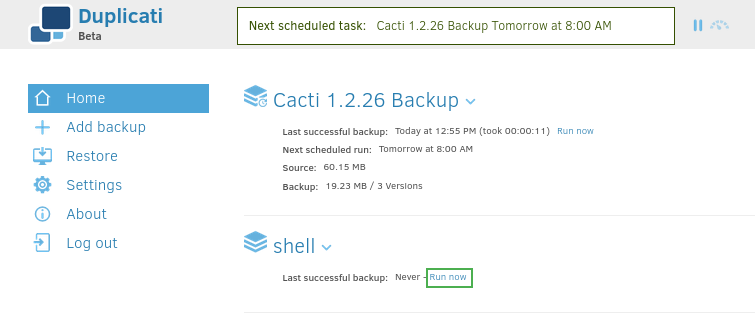 Duplicati
Beta
Next scheduled task: Cacti 1.2.26 Backup Tomorrow at 8:00 AM
Home
Add backup
Restore
Settings
About
Log out
Cacti 1.2.26 Backup
Last successful backup: Today at 12:55 PM (took 00:00:11) Run now
Next scheduled run: Tomorrow at 8:00 AM
Source: 60.15 MB
Backup: 19.23 MB / 3 Versions
shell
Last successful backup: Never - Run now